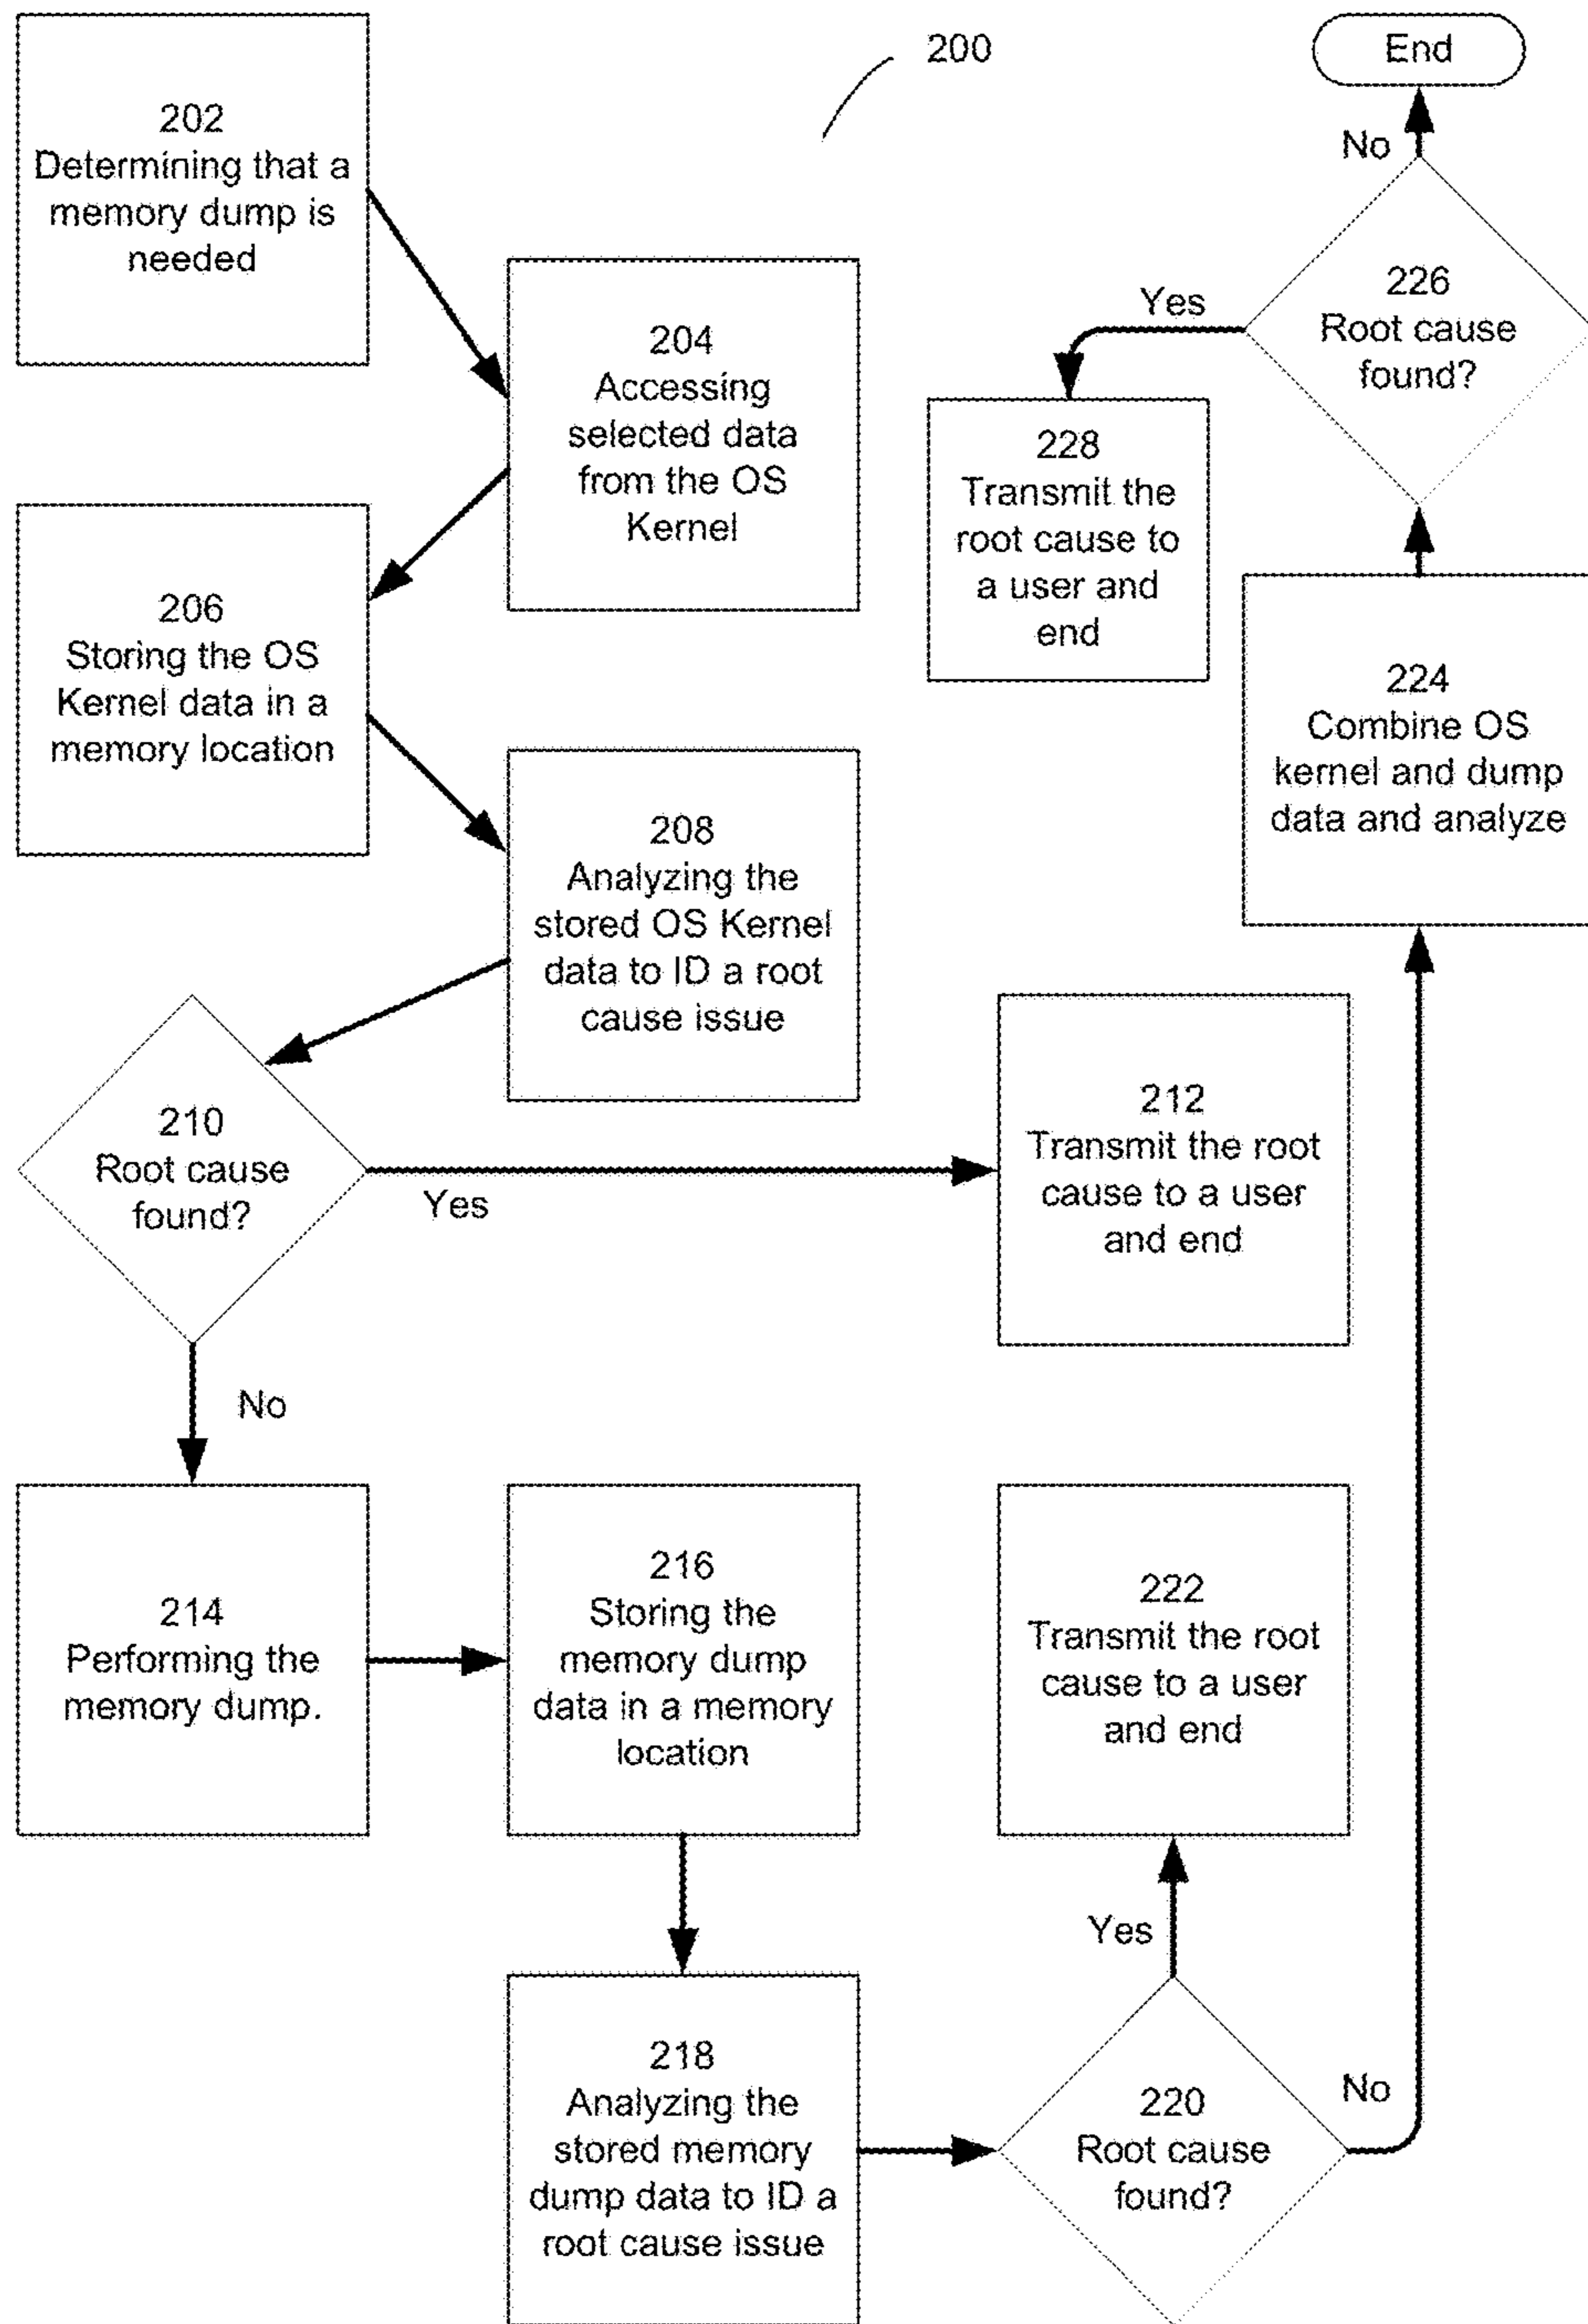 200
End
202
Determining that a
memory dump is
needed
No
204
Accessing
selected data
from the OS
Kernel
226
Root cause
found?
Yes
228
Transmit the
root cause to
a user and
end
206
Storing the OS
Kernel data in a
memory location
224
Combine OS
kernel and dump
data and analyze
208
Analyzing the
stored OS Kernel
data to ID a root
cause issue
210
Root cause
found?
Yes
212
Transmit the root
cause to a user
and end
No
214
Performing the
memory dump.
216
Storing the
memory dump
data in a memory
location
222
Transmit the root
cause to a user
and end
Yes
218
Analyzing the
stored memory
dump data to ID a
root cause issue
220
Root cause
found?
No